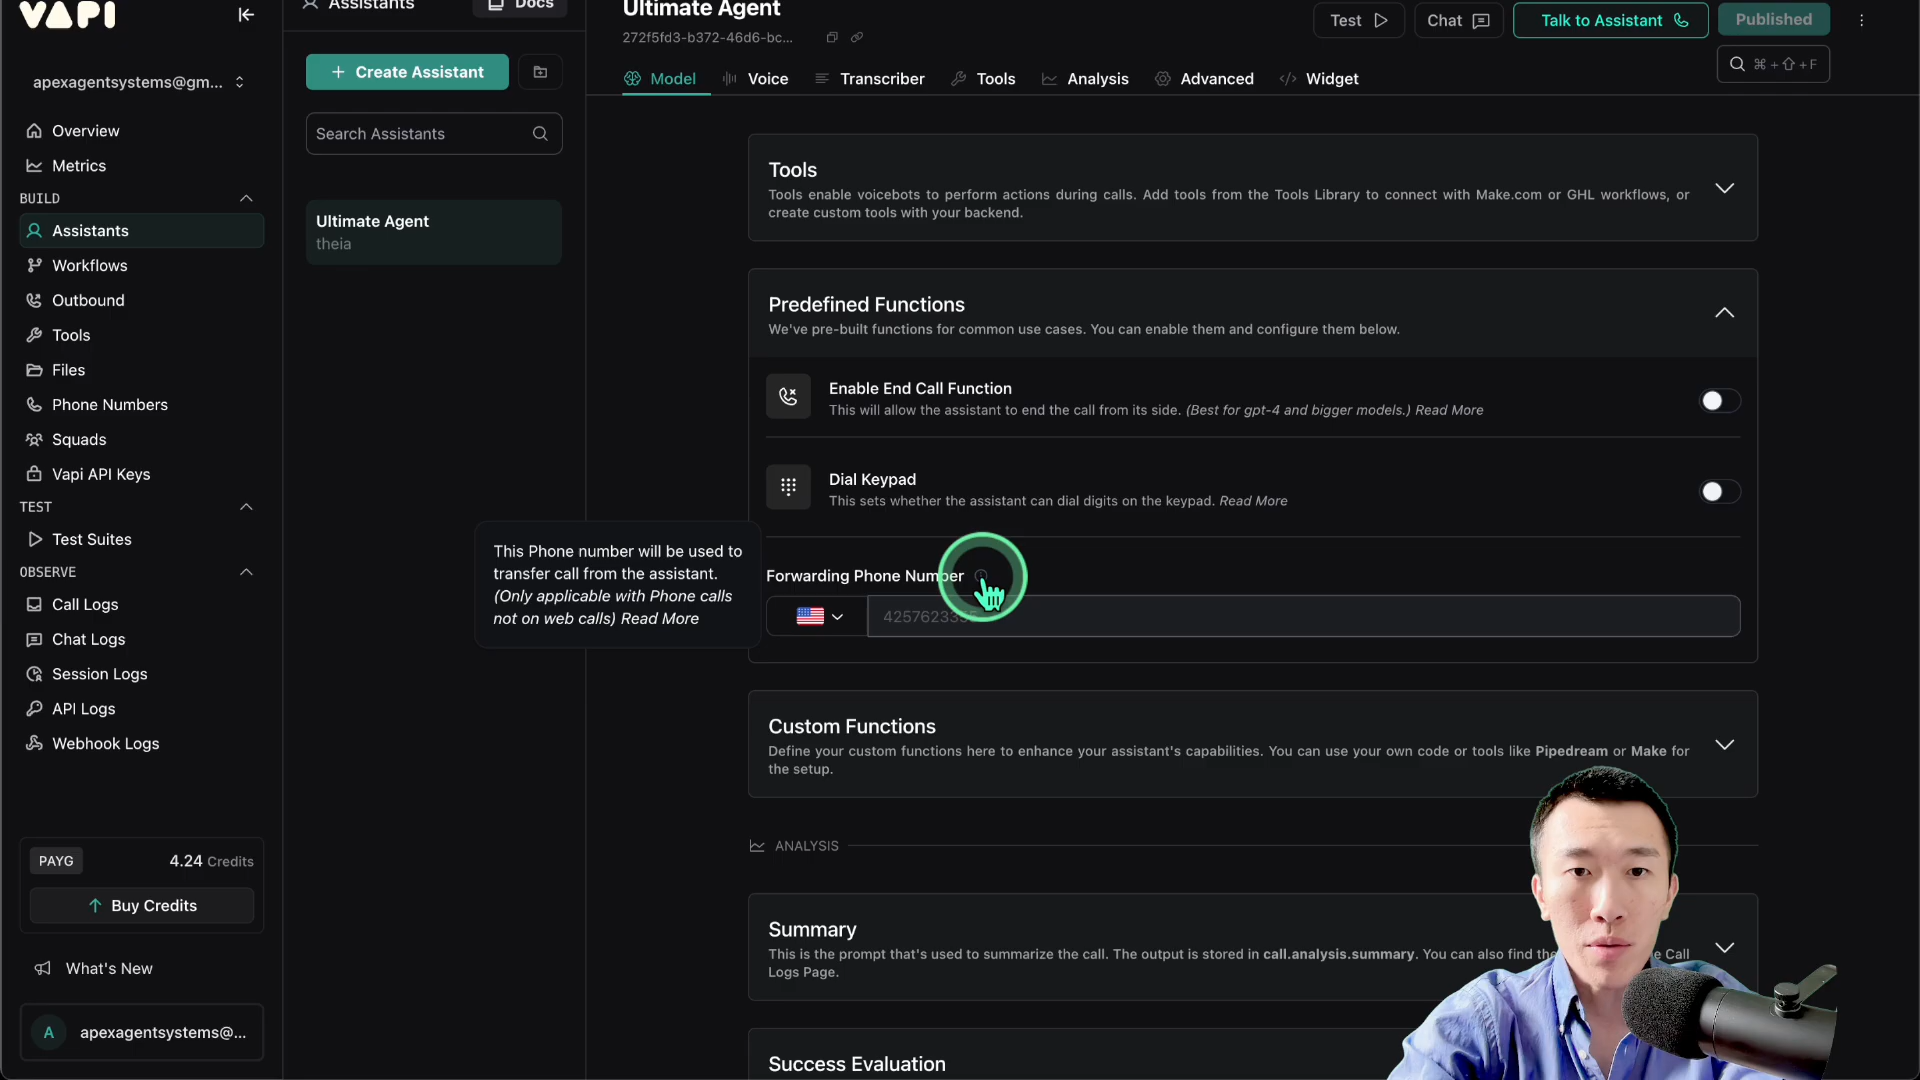 VAPI
apexagentsystems@gm...
Overview
Metrics
BUILD
Assistants
Workflows
Outbound
Tools
Files
Phone Numbers
Squads
Vapi API Keys
TEST
Test Suites
OBSERVE
Call Logs
Chat Logs
Session Logs
API Logs
Webhook Logs
PAYG
4.24 Credits
Buy Credits
What's New
A
apexagentsystems@...
Assistants
Docs
Create Assistant
Search Assistants
Ultimate Agent
theia
Ultimate Agent
272f5fd3-b372-46d6-bc...
Test
Chat
Talk to Assistant
Published
⌘ + ⇧ + F
Model
Voice
Transcriber
Tools
Analysis
Advanced
Widget
Tools
Tools enable voicebots to perform actions during calls. Add tools from the Tools Library to connect with Make.com or GHL workflows, or
create custom tools with your backend.
Predefined Functions
We've pre-built functions for common use cases. You can enable them and configure them below.
Enable End Call Function
This will allow the assistant to end the call from its side. (Best for gpt-4 and bigger models.) Read More
Dial Keypad
This sets whether the assistant can dial digits on the keypad. Read More
This Phone number will be used to
transfer call from the assistant.
(Only applicable with Phone calls
not on web calls) Read More
Forwarding Phone Number
Custom Functions
Define your custom functions here to enhance your assistant's capabilities. You can use your own code or tools like Pipedream or Make for
the setup.
ANALYSIS
Summary
This is the prompt that's used to summarize the call. The output is stored in call.analysis.summary. You can also find the Call
Logs Page.
Success Evaluation